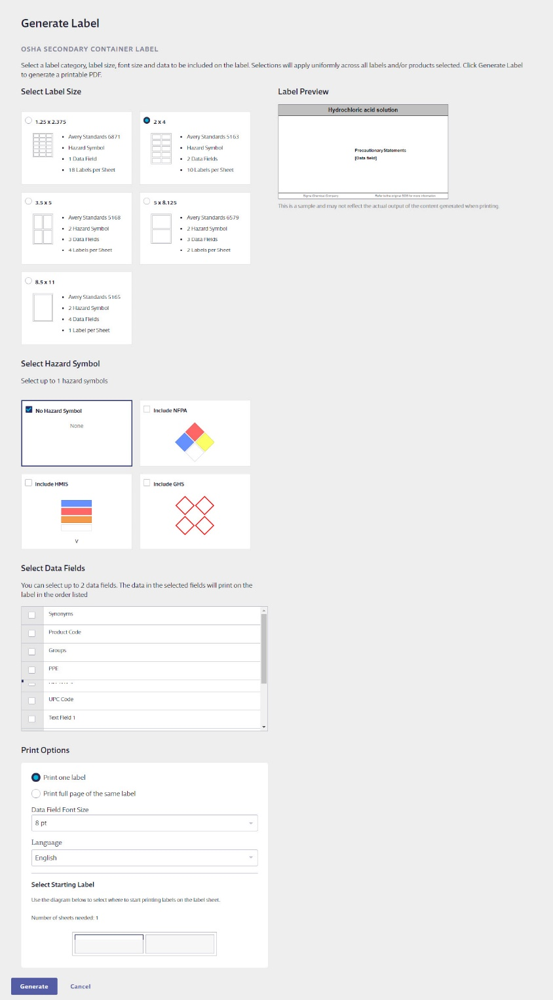 Generate Label
OSHA SECONDARY CONTAINER LABEL
Select a label category, label size, font size and data to be included on the label. Selections will apply uniformly across all labels and/or products selected. Click Generate Label
to generate a printable PDF.
Select Label Size
1.25 x 2.375
Avery Standards 6871
Hazard Symbol
1 Data Field
18 Labels per Sheet
2 x 4
Avery Standards 5163
Hazard Symbol
2 Data Fields
10 Labels per Sheet
3.5 x 5
Avery Standards 5168
2 Hazard Symbol
3 Data Fields
4 Labels per Sheet
5 x 8.125
Avery Standards 6579
2 Hazard Symbol
3 Data Fields
2 Labels per Sheet
8.5 x 11
Avery Standards 5165
2 Hazard Symbol
4 Data Fields
1 Label per Sheet
Label Preview
Hydrochloric acid solution
Precautionary Statements
[Data field]
Sigma Chemical Company
Refer to the original SDS for more information
This is a sample and may not reflect the actual output of the content generated when printing.
Select Hazard Symbol
Select up to 1 hazard symbols
No Hazard Symbol
None
Include NFPA
Include HMIS
V
Include GHS
Select Data Fields
You can select up to 2 data fields. The data in the selected fields will print on the
label in the order listed
Synonyms
Product Code
Groups
PPE
UPC Code
Text Field 1
Print Options
Print one label
Print full page of the same label
Data Field Font Size
8 pt
Language
English
Select Starting Label
Use the diagram below to select where to start printing labels on the label sheet.
Number of sheets needed: 1
Generate
Cancel